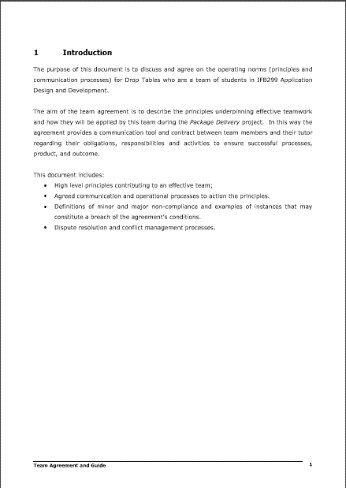 1 Introduction
The purpose of this document is to discuss and agree on the operating norms (principles and
communication processes) for Drop Tables who are a team of students in IFB299 Application
Design and Development.
The aim of the team agreement is to describe the principles underpinning effective teamwork
and how they will be applied by this team during the Package Delivery project. In this way the
agreement provides a communication tool and contract between team members and their tutor
regarding their obligations, responsibilities and activities to ensure successful processes,
product, and outcome.
This document includes:
• High level principles contributing to an effective team;
• Agreed communication and operational processes to action the principles.
• Definitions of minor and major non-compliance and examples of instances that may
constitute a breach of the agreement's conditions.
• Dispute resolution and conflict management processes.
Team Agreement and Guide 1